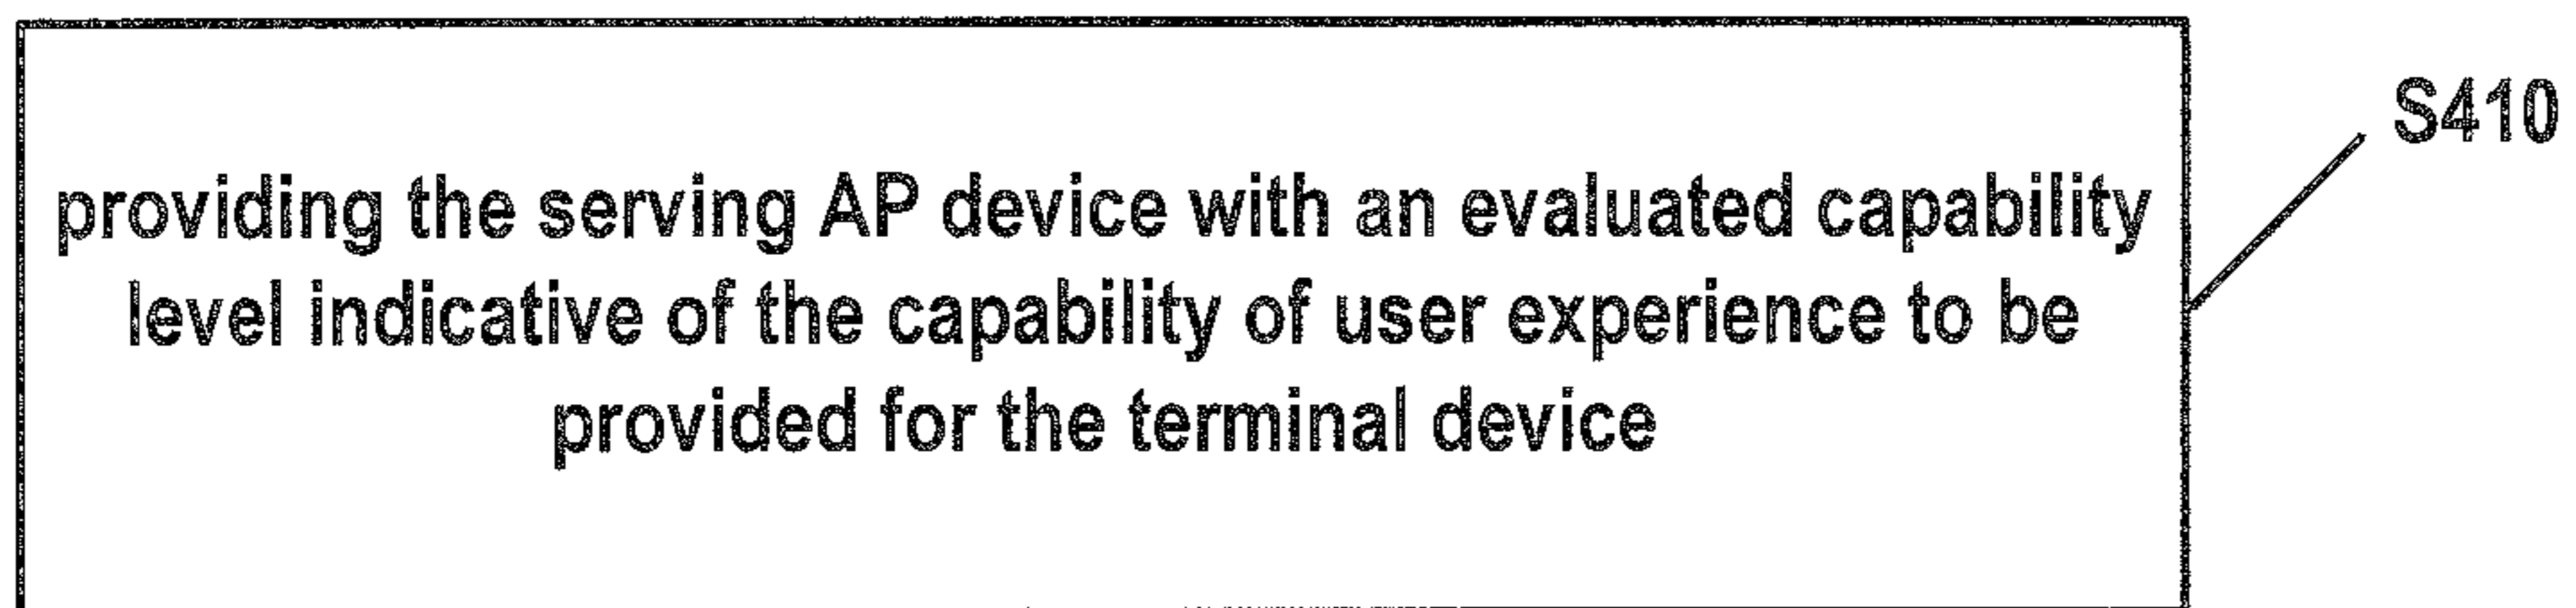 S410
providing the serving AP device with an evaluated capability
level indicative of the capability of user experience to be
provided for the terminal device